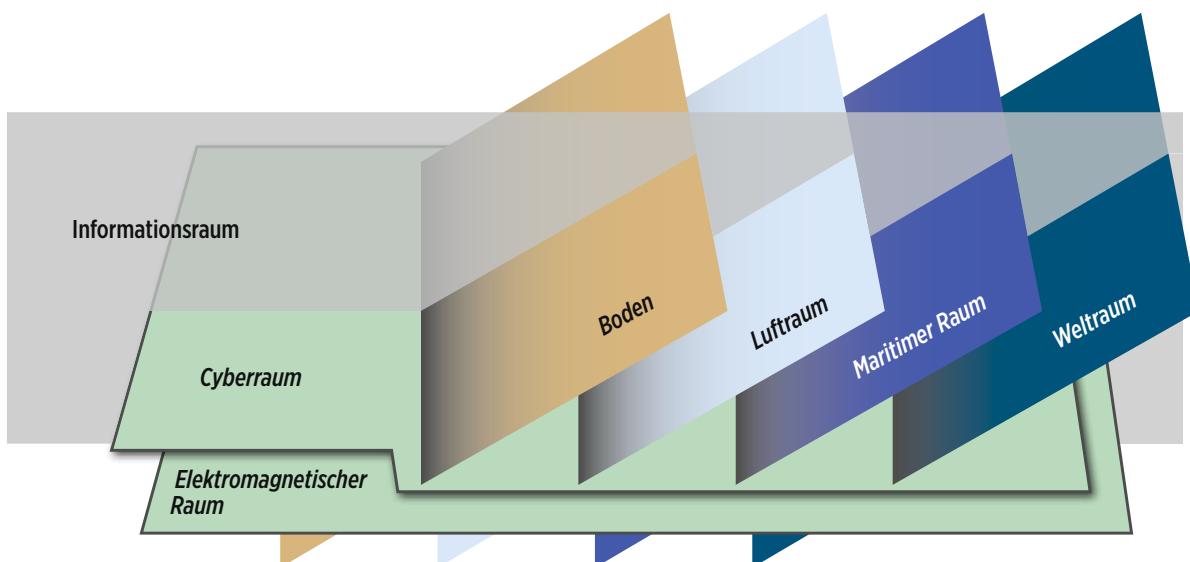 Informationsraum
Boden
Luftraum
Maritimer Raum
Weltraum
Cyberraum
Elektromagnetischer
Raum